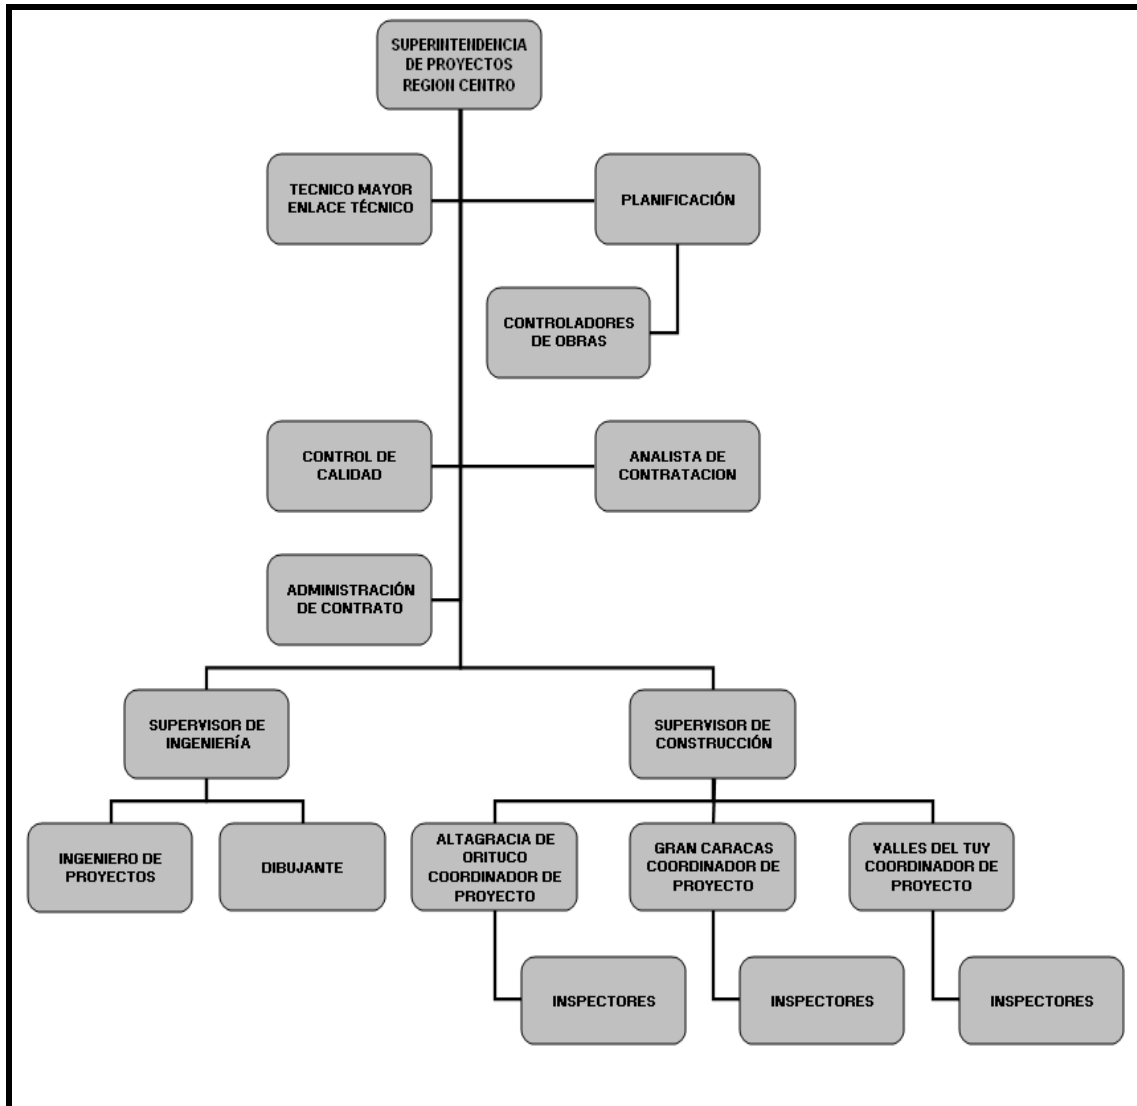 SUPERINTENDENCIA
DE PROYECTOS
REGION CENTRO
TECNICO MAYOR
ENLACE TÉCNICO
PLANIFICACIÓN
CONTROLADORES
DE OBRAS
CONTROL DE
CALIDAD
ANALISTA DE
CONTRATACION
ADMINISTRACIÓN
DE CONTRATO
SUPERVISOR DE
INGENIERÍA
SUPERVISOR DE
CONSTRUCCIÓN
INGENIERO DE
PROYECTOS
DIBUJANTE
ALTAGRACIA DE
ORITUCO
COORDINADOR DE
PROYECTO
GRAN CARACAS
COORDINADOR DE
PROYECTO
VALLES DEL TUY
COORDINADOR DE
PROYECTO
INSPECTORES
INSPECTORES
INSPECTORES